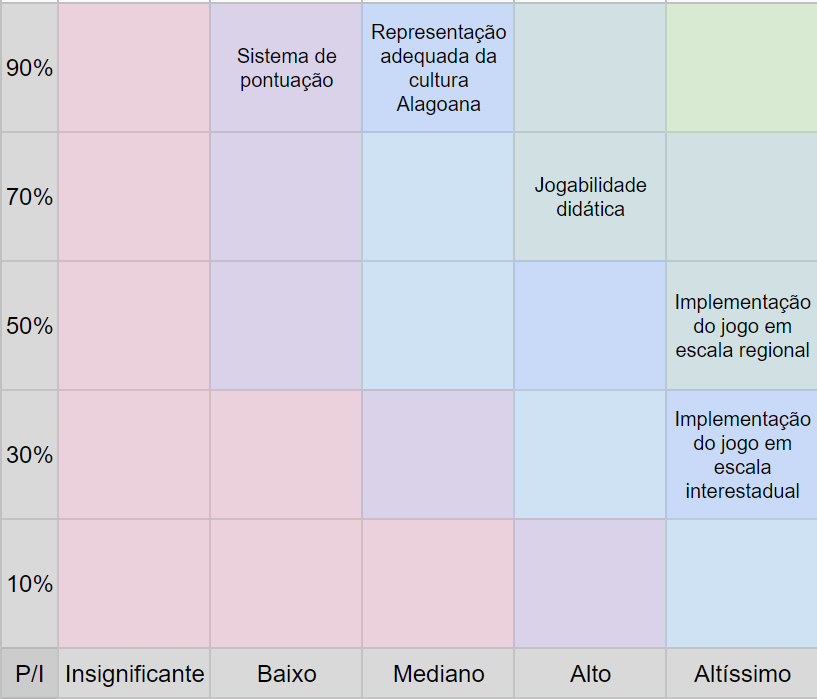 90%
Sistema de
pontuação
Representação
adequada da
cultura
Alagoana
70%
Jogabilidade
didática
50%
Implementação
do jogo em
escala regional
30%
Implementação
do jogo em
escala
interestadual
10%
P/I
Insignificante
Baixo
Mediano
Alto
Altíssimo